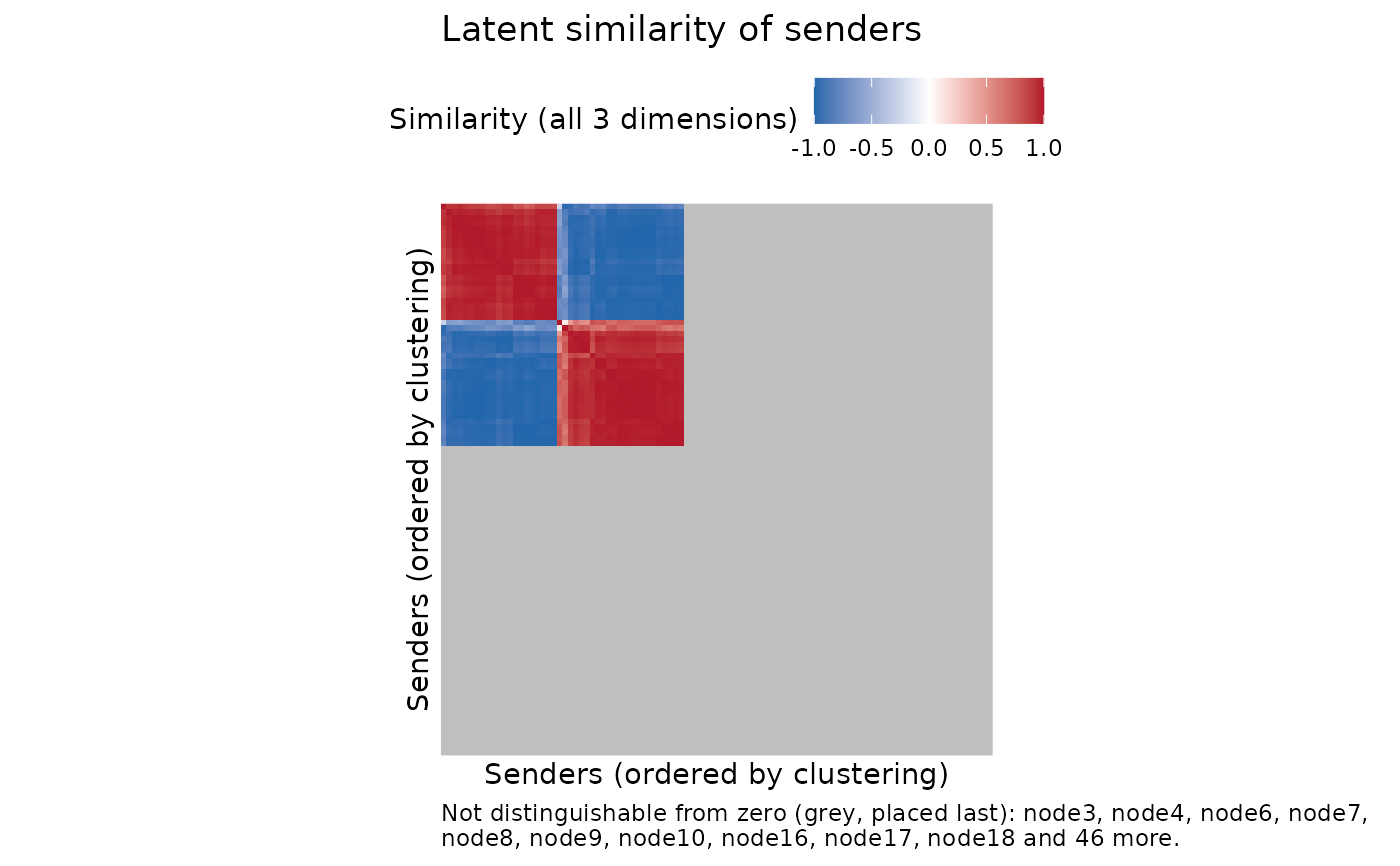 Latent similarity of senders
Similarity (all 3 dimensions)
-1.0 -0.5 0.0 0.5 1.0
Senders (ordered by clustering)
Senders (ordered by clustering)
Not distinguishable from zero (grey, placed last): node3, node4, node6, node7,
node8, node9, node10, node16, node17, node18 and 46 more.